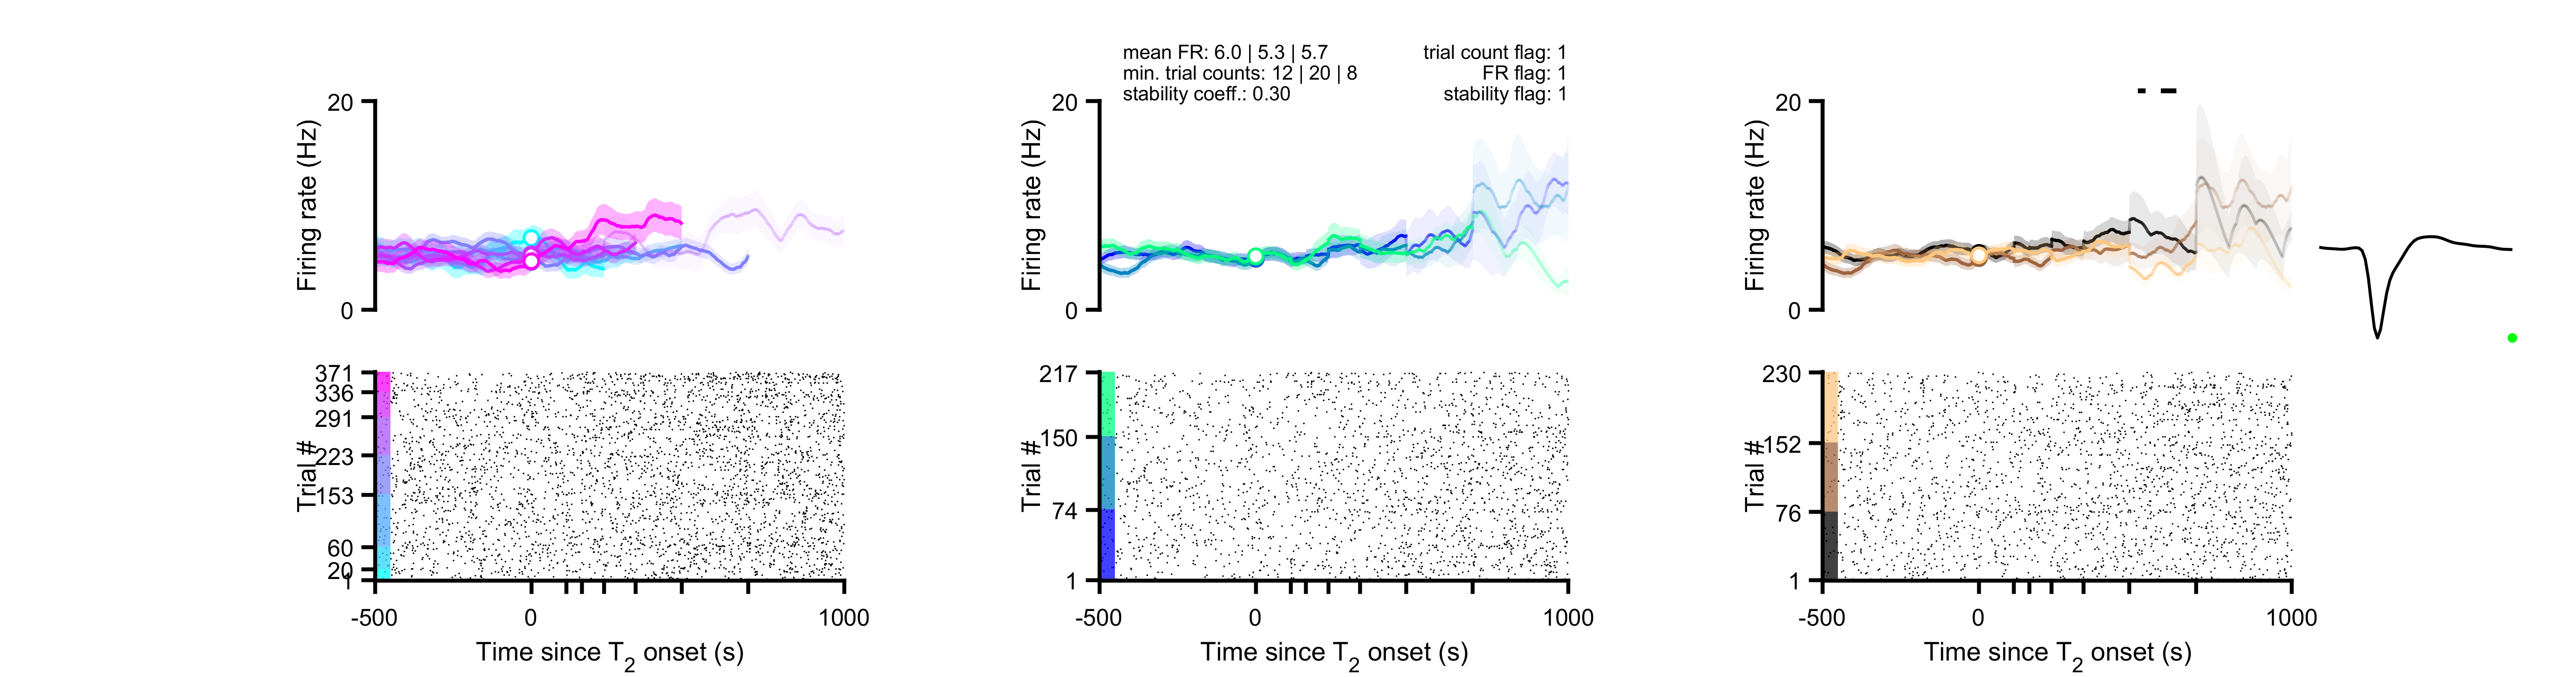 mean FR: 6.0 | 5.3 | 5.7
min. trial counts: 12 | 20 | 8
stability coeff.: 0.30
trial count flag: 1
FR flag: 1
stability flag: 1
20
Firing rate (Hz)
0
371
336
291
223
153
60
20
1
Trial #
-500
0
1000
Time since T2 onset (s)
20
Firing rate (Hz)
0
217
150
74
1
Trial #
-500
0
1000
Time since T2 onset (s)
20
Firing rate (Hz)
0
230
152
76
1
Trial #
-500
0
1000
Time since T2 onset (s)